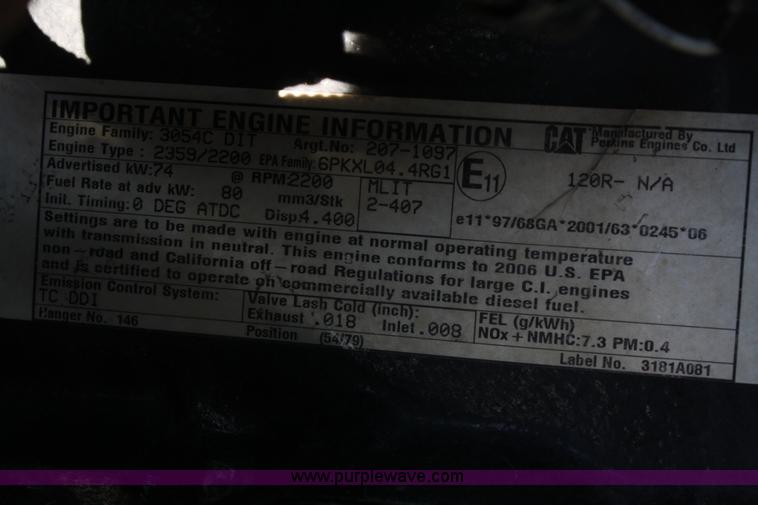 IMPORTANT ENGINE INFORMATION
CAT Manufactured By
Perkins Engines Co. Ltd
Engine Family: 3054C DIT Argt.No: 207-1097
Engine Type : 2359/2200 EPA Family: 6PKXL04.4RG1
E11
120R- N/A
Advertised kW: 74 @ RPM 2200
MLIT
2-407
Fuel Rate at adv kW: 80 mm3/Stk
Init. Timing: 0 DEG ATDC Disp: 4.400
e11*97/68GA*2001/63*0245*06
Settings are to be made with engine at normal operating temperature
with transmission in neutral. This engine conforms to 2006 U.S. EPA
non-road and California off-road Regulations for large C.I. engines
and is certified to operate on commercially available diesel fuel.
Emission Control System:
TC DDI
Valve Lash Cold (inch):
Exhaust .018 Inlet .008
FEL (g/kWh)
NOx + NMHC: 7.3 PM: 0.4
Hanger No. 146 Position (54/79) Label No. 3181A081
www.purplewave.com